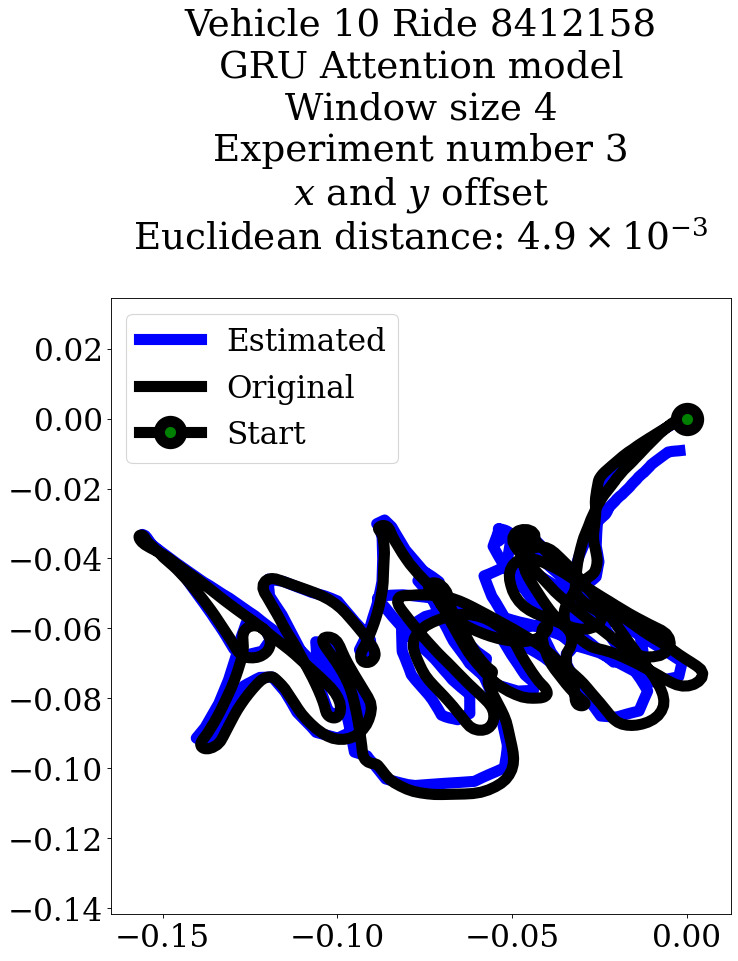 Vehicle 10 Ride 8412158
GRU Attention model
Window size 4
Experiment number 3
x and y offset
Euclidean distance: 4.9 × 10⁻³
Estimated
Original
Start
0.02
0.00
−0.02
−0.04
−0.06
−0.08
−0.10
−0.12
−0.14
−0.15
−0.10
−0.05
0.00